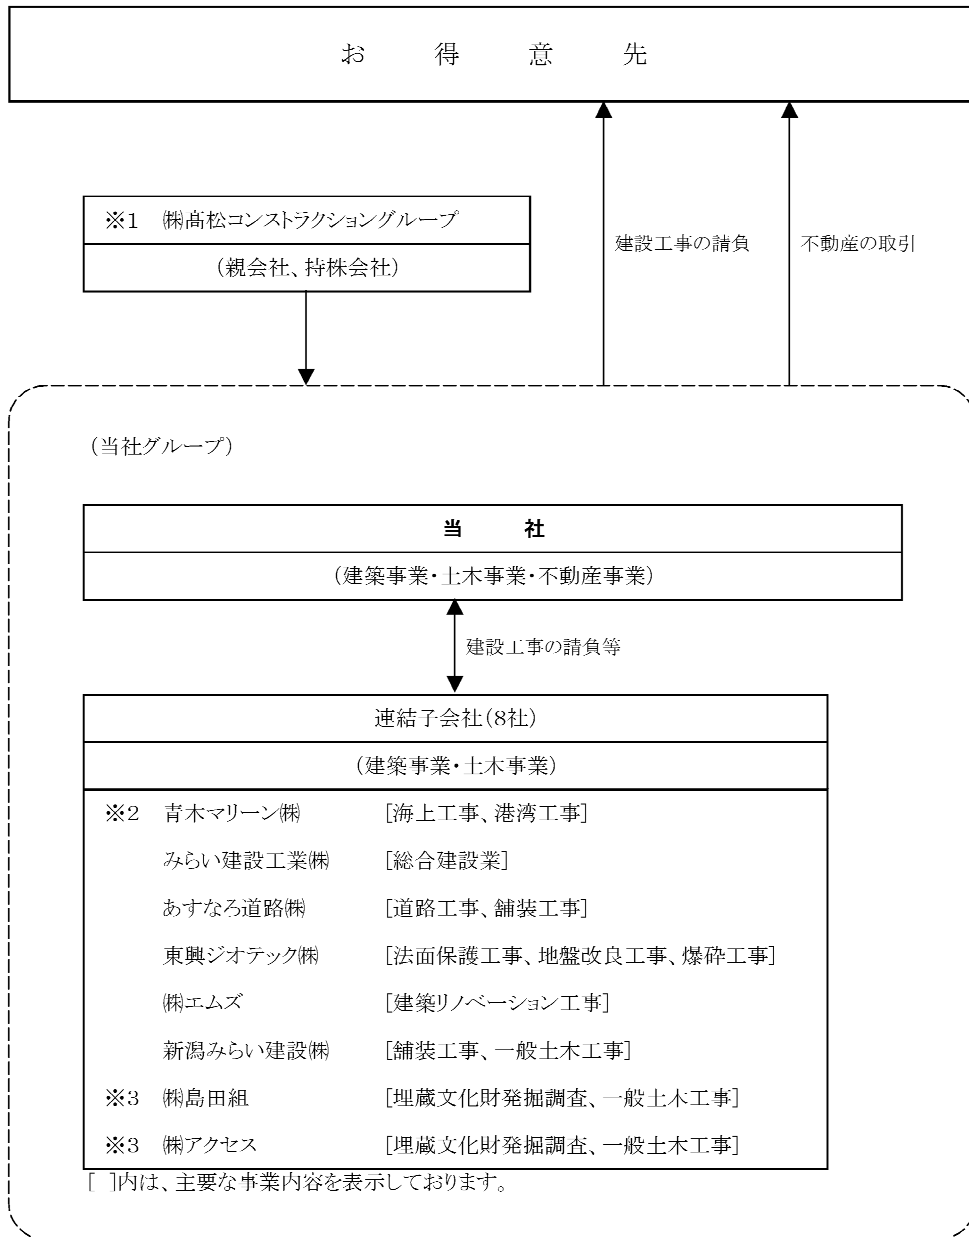 お 得 意 先
※1 ㈱髙松コンストラクショングループ
(親会社、持株会社)
建設工事の請負
不動産の取引
(当社グループ)
当 社
(建築事業・土木事業・不動産事業)
建設工事の請負等
連結子会社(8社)
(建築事業・土木事業)
※2 青木マリーン㈱ [海上工事、港湾工事]
みらい建設工業㈱ [総合建設業]
あすなろ道路㈱ [道路工事、舗装工事]
東興ジオテック㈱ [法面保護工事、地盤改良工事、爆砕工事]
㈱エムズ [建築リノベーション工事]
新潟みらい建設㈱ [舗装工事、一般土木工事]
※3 ㈱島田組 [埋蔵文化財発掘調査、一般土木工事]
※3 ㈱アクセス [埋蔵文化財発掘調査、一般土木工事]
[ ]内は、主要な事業内容を表示しております。